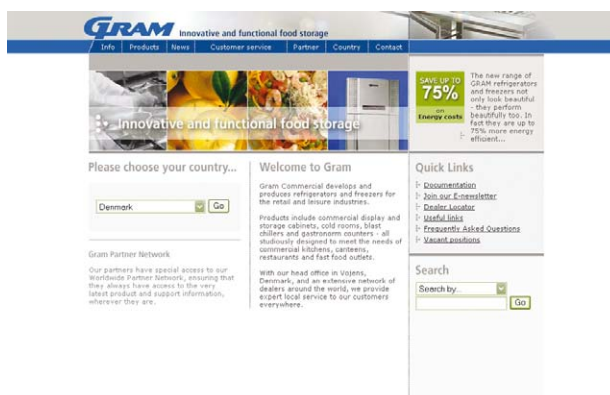 GRAM Innovative and functional food storage
Info Products News Customer service Partner Country Contact
Innovative and functional food storage
SAVE UP TO
75%
on
Energy costs
The new range of
GRAM refrigerators
and freezers not
only look beautiful
- they perform
beautifully too. In
fact they are up to
75% more energy
efficient...
Please choose your country...
Denmark Go
Gram Partner Network
Our partners have special access to our
Worldwide Partner Network, ensuring that
they always have access to the very
latest product and support information,
wherever they are.
Welcome to Gram
Gram Commercial develops and
produces refrigerators and freezers for
the retail and leisure industries.
Products include commercial display and
storage cabinets, cold rooms, blast
chillers and gastronorm counters - all
studiously designed to meet the needs of
commercial kitchens, canteens,
restaurants and fast food outlets.
With our head office in Vojens,
Denmark, and an extensive network of
dealers around the world, we provide
expert local service to our customers
everywhere.
Quick Links
Documentation
Join our E-newsletter
Dealer Locator
Useful links
Frequently Asked Questions
Vacant positions
Search
Search by...
Go